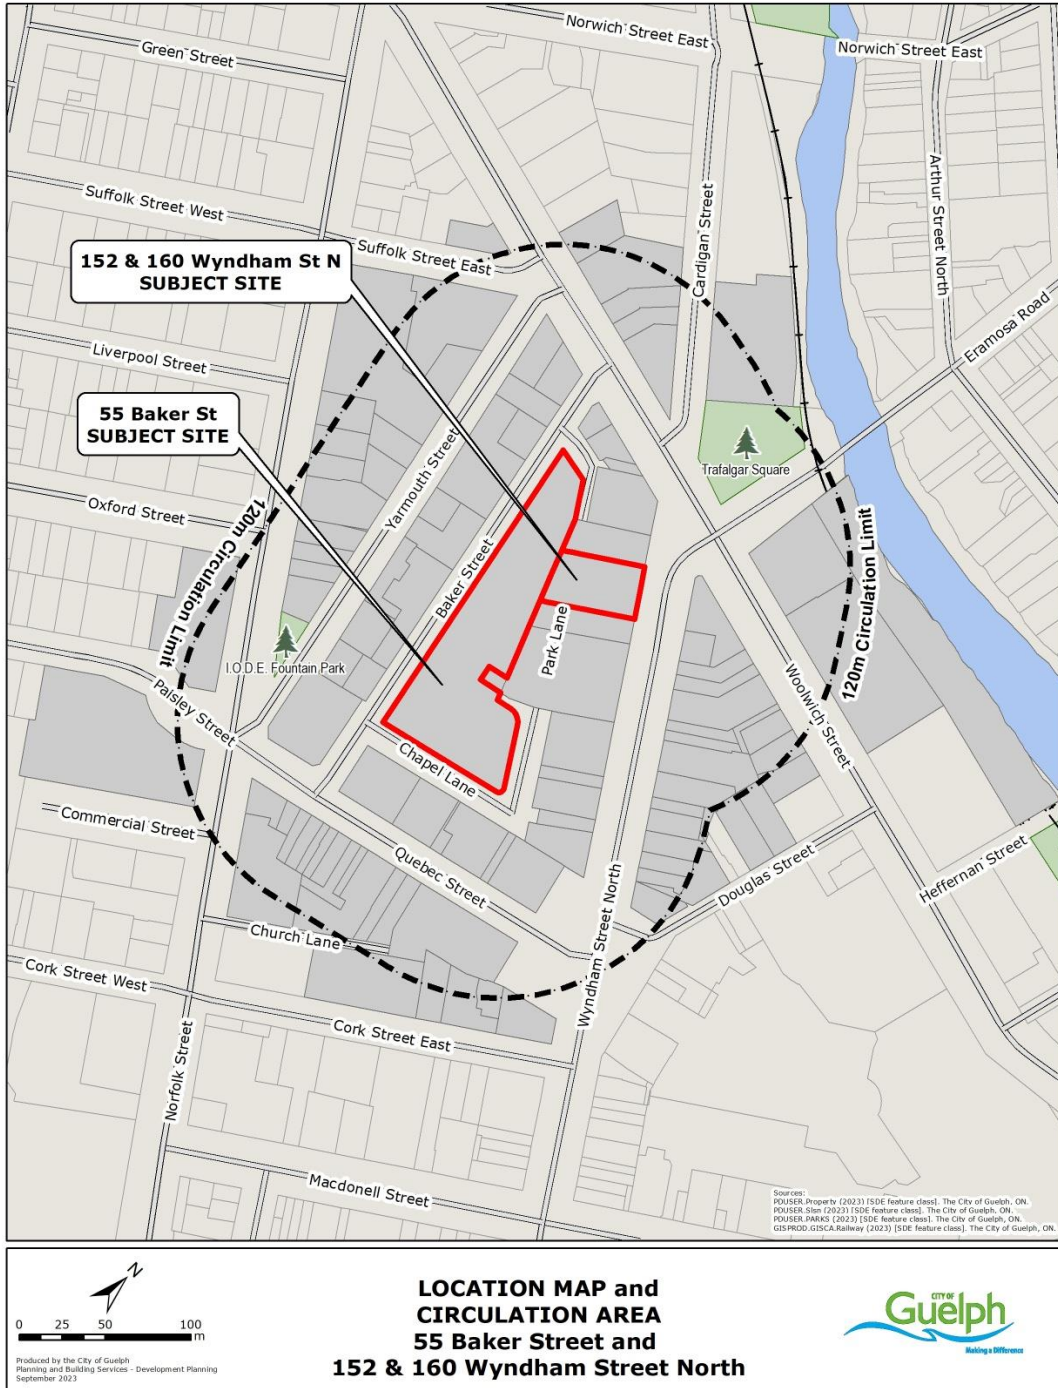 Norwich Street East
Norwich Street East
Green Street
Arthur Street North
Suffolk Street West
Cardigan Street
Suffolk Street East
152 & 160 Wyndham St N
SUBJECT SITE
Eramosa Road
Liverpool Street
55 Baker St
SUBJECT SITE
Trafalgar Square
Yarmouth Street
Oxford Street
120m Circulation Limit
Baker Street
120m Circulation Limit
Park Lane
I.O.D.E. Fountain Park
Paisley Street
Woolwich Street
Chapel Lane
Commercial Street
Quebec Street
Douglas Street
Heffernan Street
Church Lane
Wyndham Street North
Cork Street West
Cork Street East
Norfolk Street
Macdonell Street
Sources:
PDUSER.Property (2023) [SDE feature class]. The City of Guelph, ON.
PDUSER.Slsn (2023) [SDE feature class]. The City of Guelph, ON.
PDUSER.PARKS (2023) [SDE feature class]. The City of Guelph, ON.
GISPROD.GISCA.Railway (2023) [SDE feature class]. The City of Guelph, ON.
N
0 25 50 100
m
Produced by the City of Guelph
Planning and Building Services - Development Planning
September 2023
LOCATION MAP and
CIRCULATION AREA
55 Baker Street and
152 & 160 Wyndham Street North
CITY OF
Guelph
Making a Difference